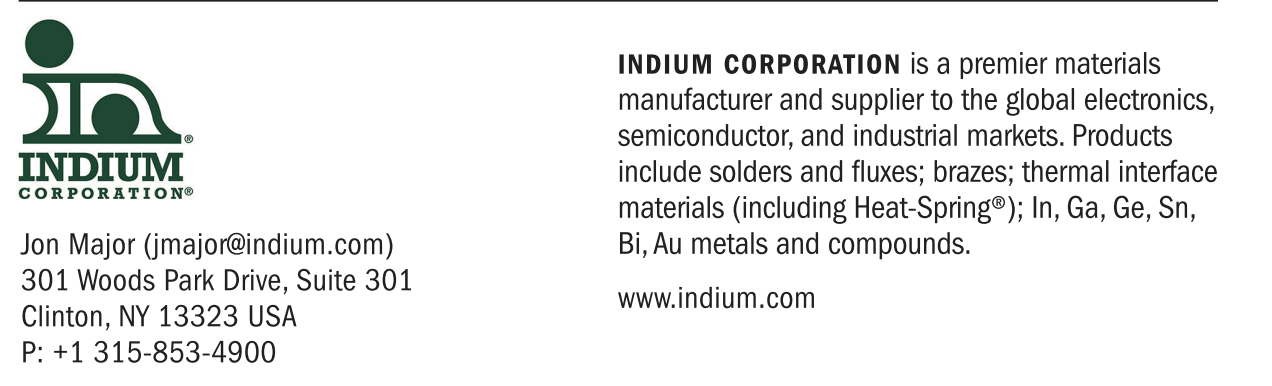 INDIUM
CORPORATION®
Jon Major (jmajor@indium.com)
301 Woods Park Drive, Suite 301
Clinton, NY 13323 USA
P: +1 315-853-4900
INDIUM CORPORATION is a premier materials
manufacturer and supplier to the global electronics,
semiconductor, and industrial markets. Products
include solders and fluxes; brazes; thermal interface
materials (including Heat-Spring®); In, Ga, Ge, Sn,
Bi, Au metals and compounds.
www.indium.com